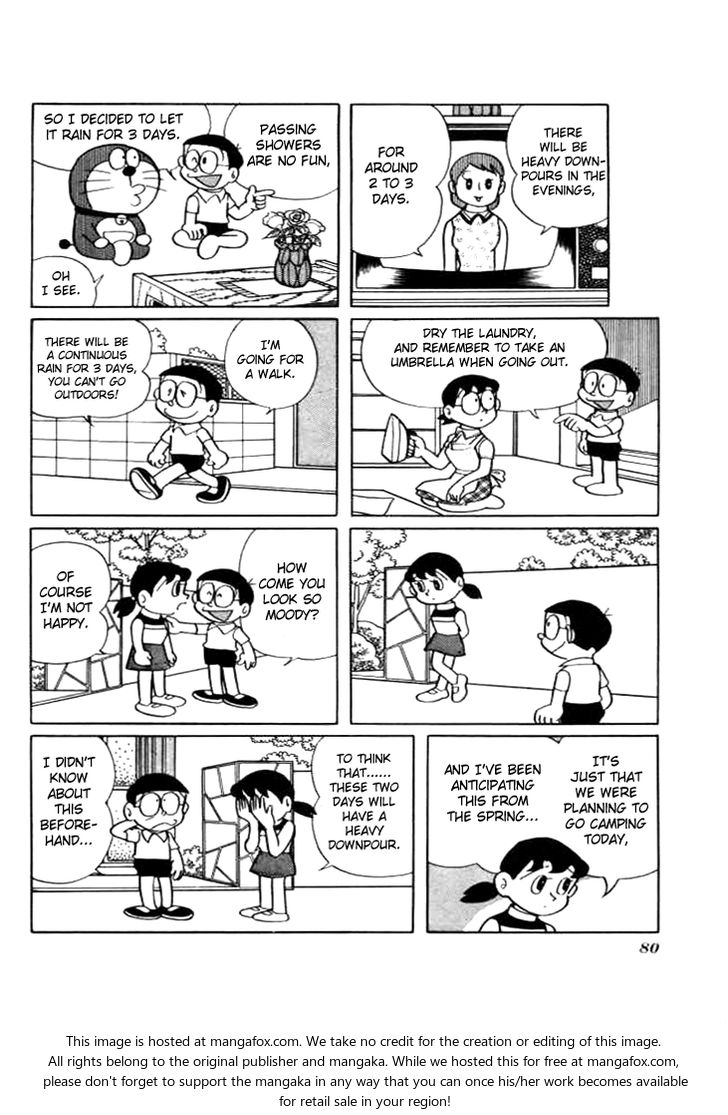 THERE
WILL BE
HEAVY DOWN-
POURS IN THE
EVENINGS,
FOR
AROUND
2 TO 3
DAYS.
PASSING
SHOWERS
ARE NO FUN,
SO I DECIDED TO LET
IT RAIN FOR 3 DAYS.
OH
I SEE.
DRY THE LAUNDRY,
AND REMEMBER TO TAKE AN
UMBRELLA WHEN GOING OUT.
I'M
GOING FOR
A WALK.
THERE WILL BE
A CONTINUOUS
RAIN FOR 3 DAYS,
YOU CAN'T GO
OUTDOORS!
HOW
COME YOU
LOOK SO
MOODY?
OF
COURSE
I'M NOT
HAPPY.
IT'S
JUST THAT
WE WERE
PLANNING TO
GO CAMPING
TODAY,
AND I'VE BEEN
ANTICIPATING
THIS FROM
THE SPRING...
TO THINK
THAT......
THESE TWO
DAYS WILL
HAVE A
HEAVY
DOWNPOUR.
I DIDN'T
KNOW
ABOUT
THIS
BEFORE-
HAND...
80
This image is hosted at mangafox.com. We take no credit for the creation or editing of this image.
All rights belong to the original publisher and mangaka. While we hosted this for free at mangafox.com,
please don't forget to support the mangaka in any way that you can once his/her work becomes available
for retail sale in your region!